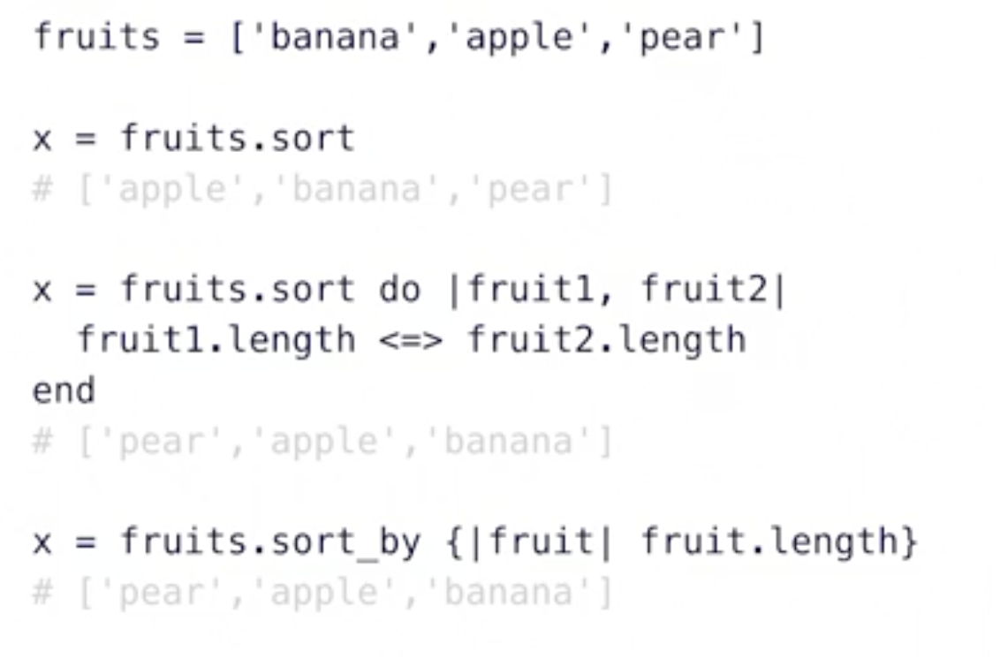 fruits = ['banana','apple','pear']
x = fruits.sort
# ['apple','banana','pear']
x = fruits.sort do |fruit1, fruit2|
  fruit1.length <=> fruit2.length
end
# ['pear','apple','banana']
x = fruits.sort_by {|fruit| fruit.length}
# ['pear','apple','banana']